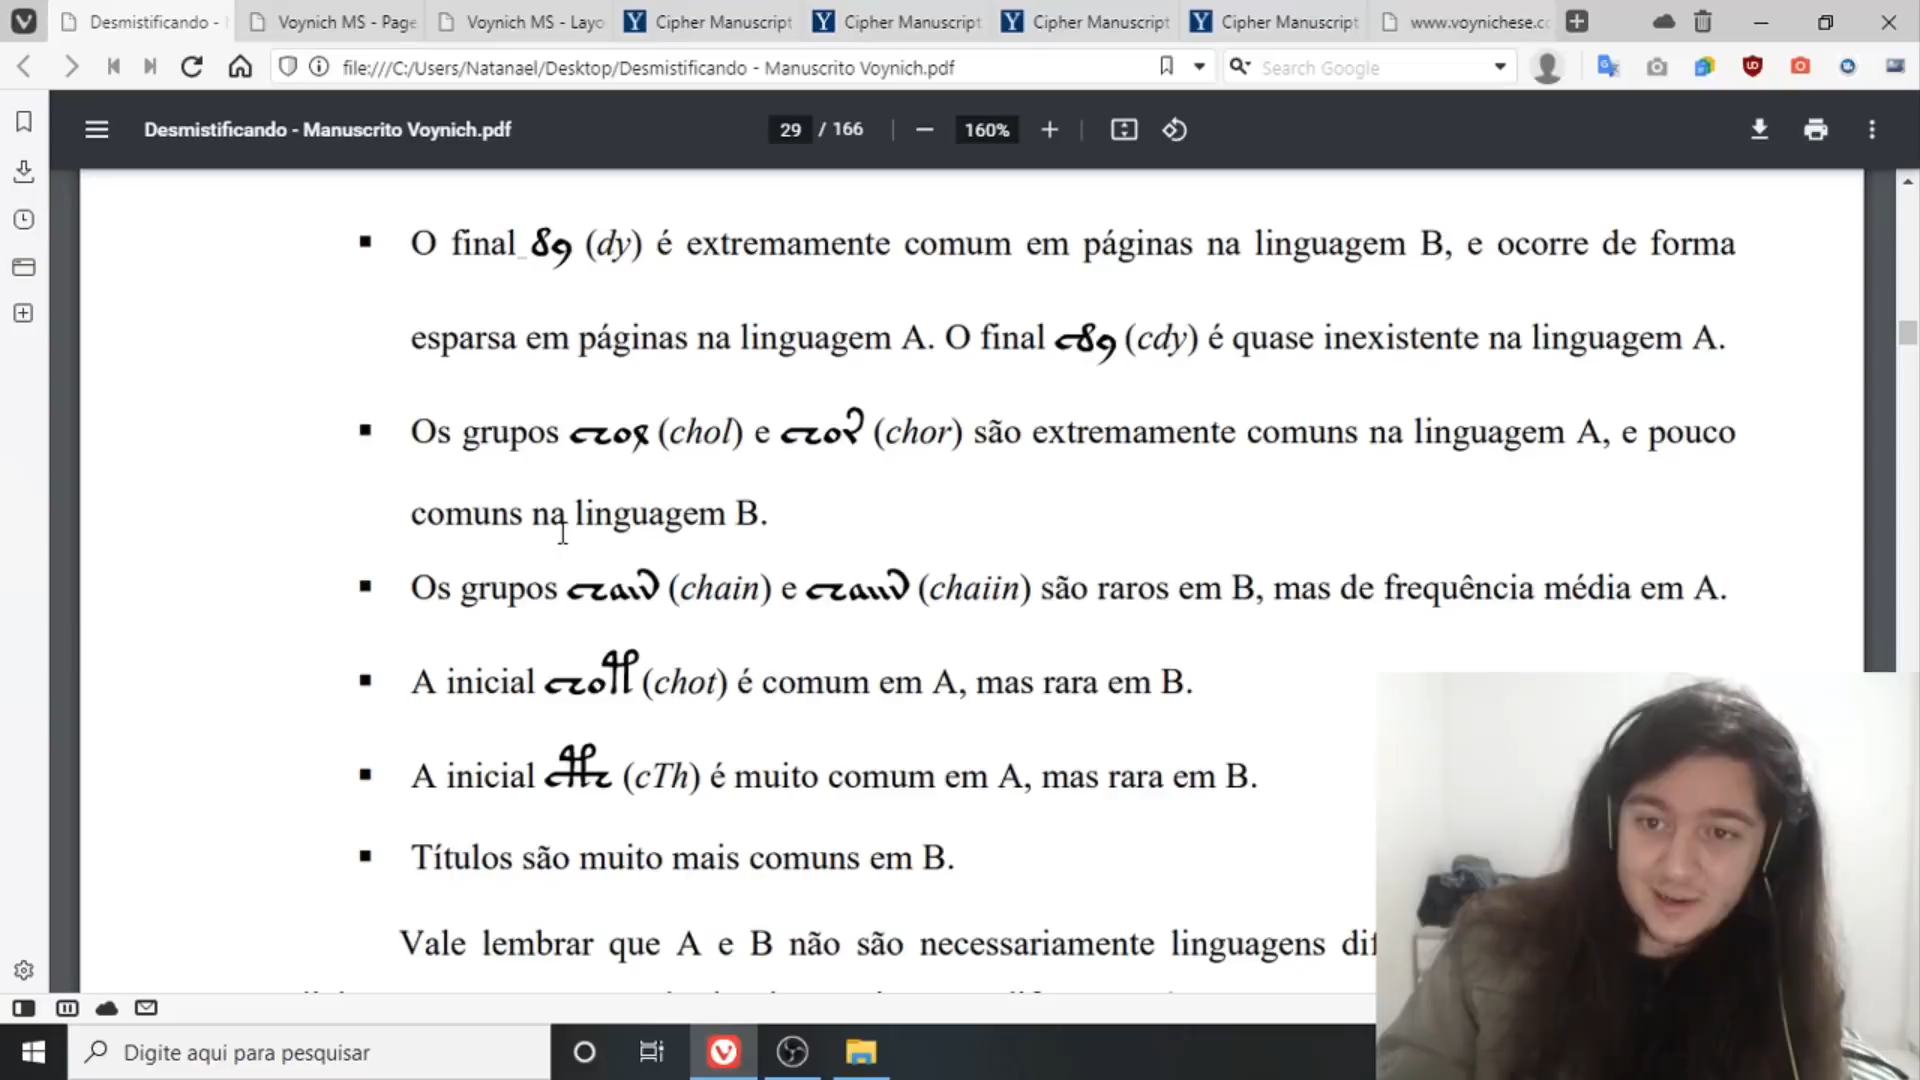 Desmistificando -
Voynich MS - Page
Voynich MS - Layo
Cipher Manuscript
Cipher Manuscript
Cipher Manuscript
Cipher Manuscript
www.voynichese.co
file:///C:/Users/Natanael/Desktop/Desmistificando - Manuscrito Voynich.pdf
Search Google
Desmistificando - Manuscrito Voynich.pdf
29 / 166
160%
O final (dy) é extremamente comum em páginas na linguagem B, e ocorre de forma
esparsa em páginas na linguagem A. O final (cdy) é quase inexistente na linguagem A.
Os grupos (chol) e (chor) são extremamente comuns na linguagem A, e pouco
comuns na linguagem B.
Os grupos (chain) e (chaiin) são raros em B, mas de frequência média em A.
A inicial (chot) é comum em A, mas rara em B.
A inicial (cTh) é muito comum em A, mas rara em B.
Títulos são muito mais comuns em B.
Vale lembrar que A e B não são necessariamente linguagens dif
Digite aqui para pesquisar